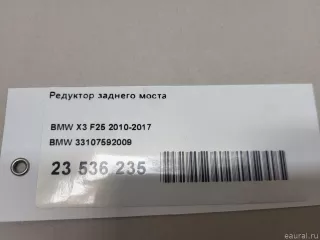 Редуктор заднего моста
BMW X3 F25 2010-2017
BMW 33107592009
23 536 235
eaural.ru/